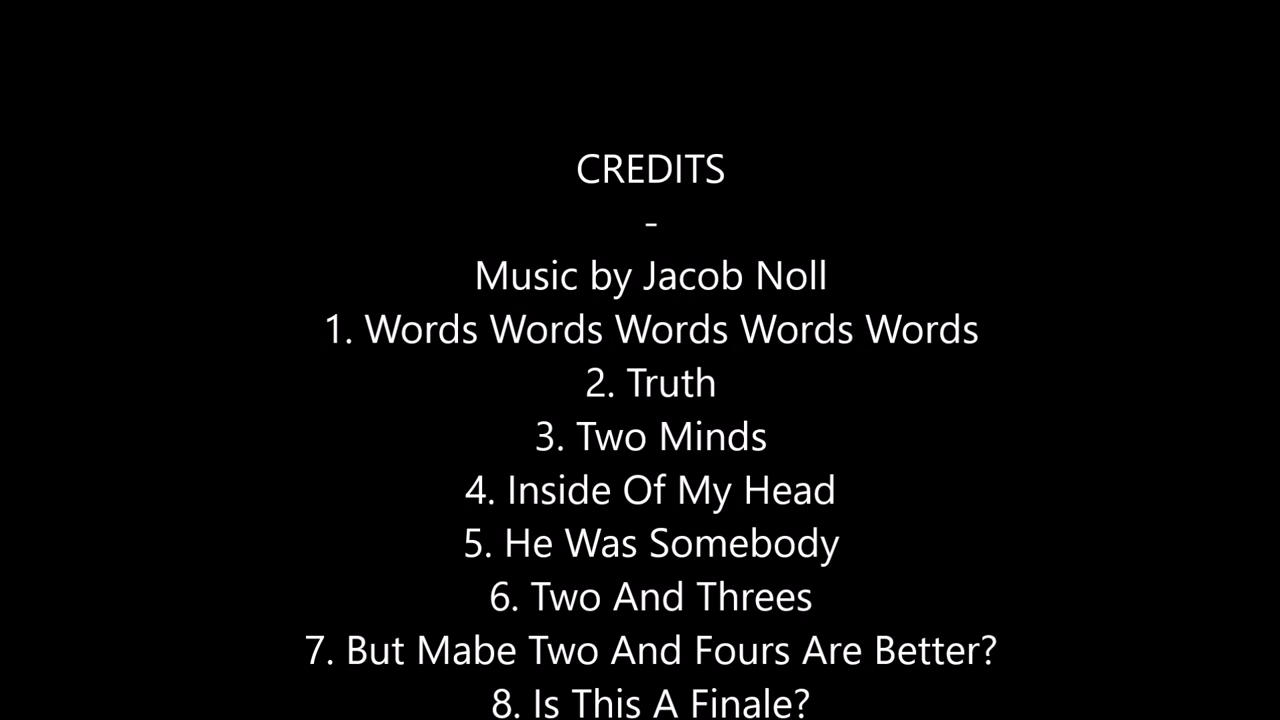 CREDITS
-
Music by Jacob Noll
1. Words Words Words Words Words
2. Truth
3. Two Minds
4. Inside Of My Head
5. He Was Somebody
6. Two And Threes
7. But Mabe Two And Fours Are Better?
8. Is This A Finale?